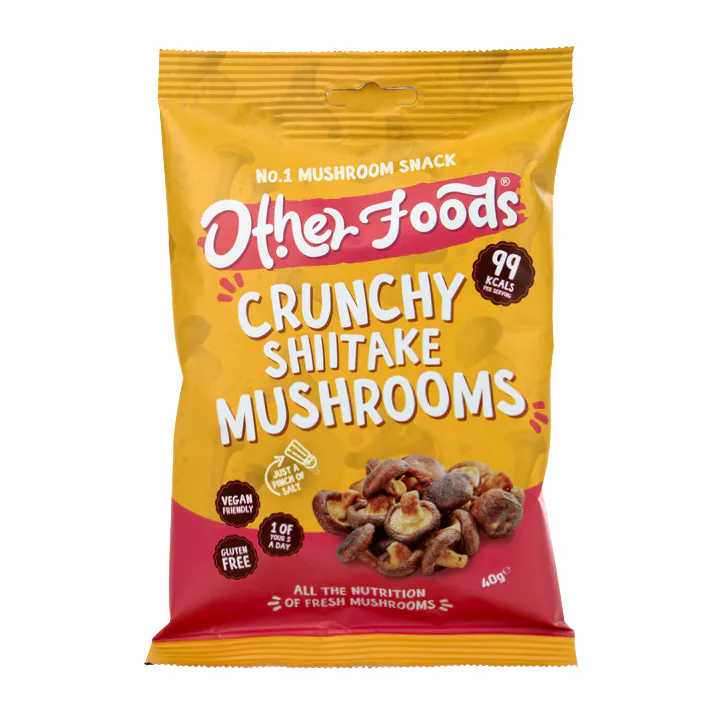 No.1 MUSHROOM SNACK
Other Foods®
99
KCALS
PER SERVING
CRUNCHY
SHIITAKE
MUSHROOMS
JUST A
PINCH OF
SALT
VEGAN
FRIENDLY
1 OF
YOUR 5
A DAY
GLUTEN
FREE
40g℮
ALL THE NUTRITION
OF FRESH MUSHROOMS